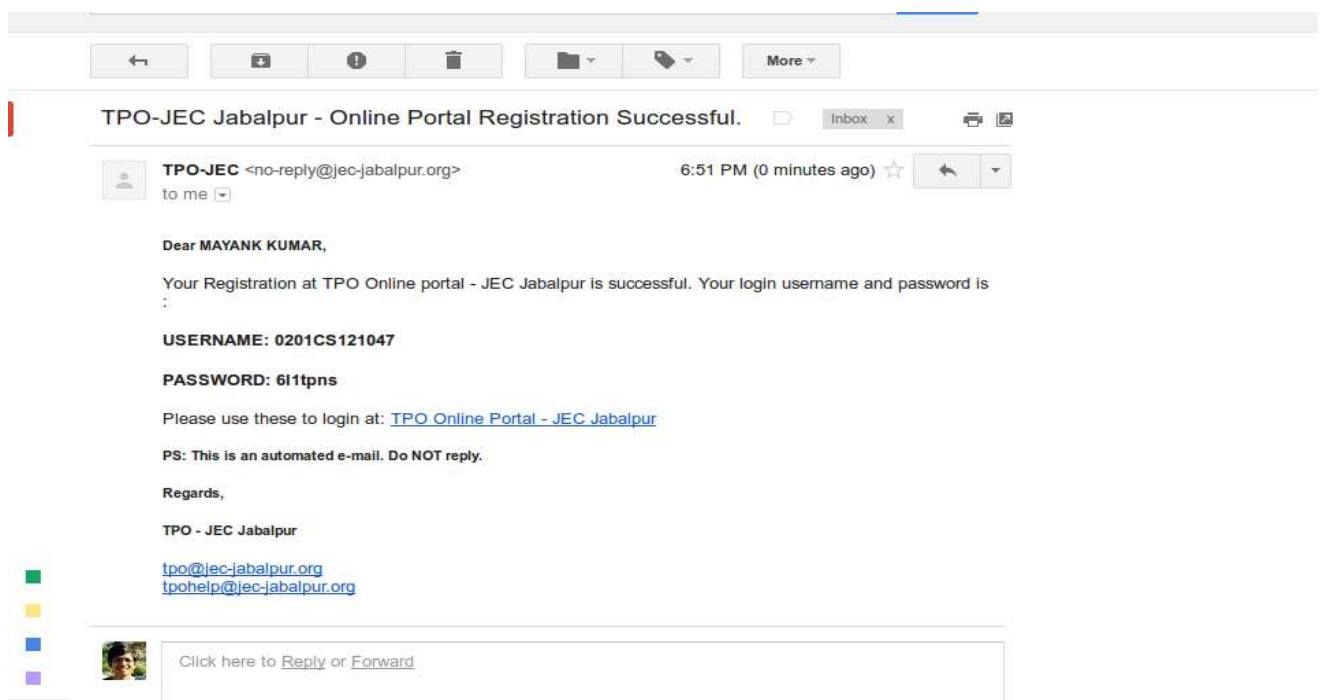 More
TPO-JEC Jabalpur - Online Portal Registration Successful. Inbox x
TPO-JEC <no-reply@jec-jabalpur.org> 6:51 PM (0 minutes ago)
to me
Dear MAYANK KUMAR,
Your Registration at TPO Online portal - JEC Jabalpur is successful. Your login username and password is
:
USERNAME: 0201CS121047
PASSWORD: 6l1tpns
Please use these to login at: TPO Online Portal - JEC Jabalpur
PS: This is an automated e-mail. Do NOT reply.
Regards,
TPO - JEC Jabalpur
tpo@jec-jabalpur.org
tpohelp@jec-jabalpur.org
Click here to Reply or Forward